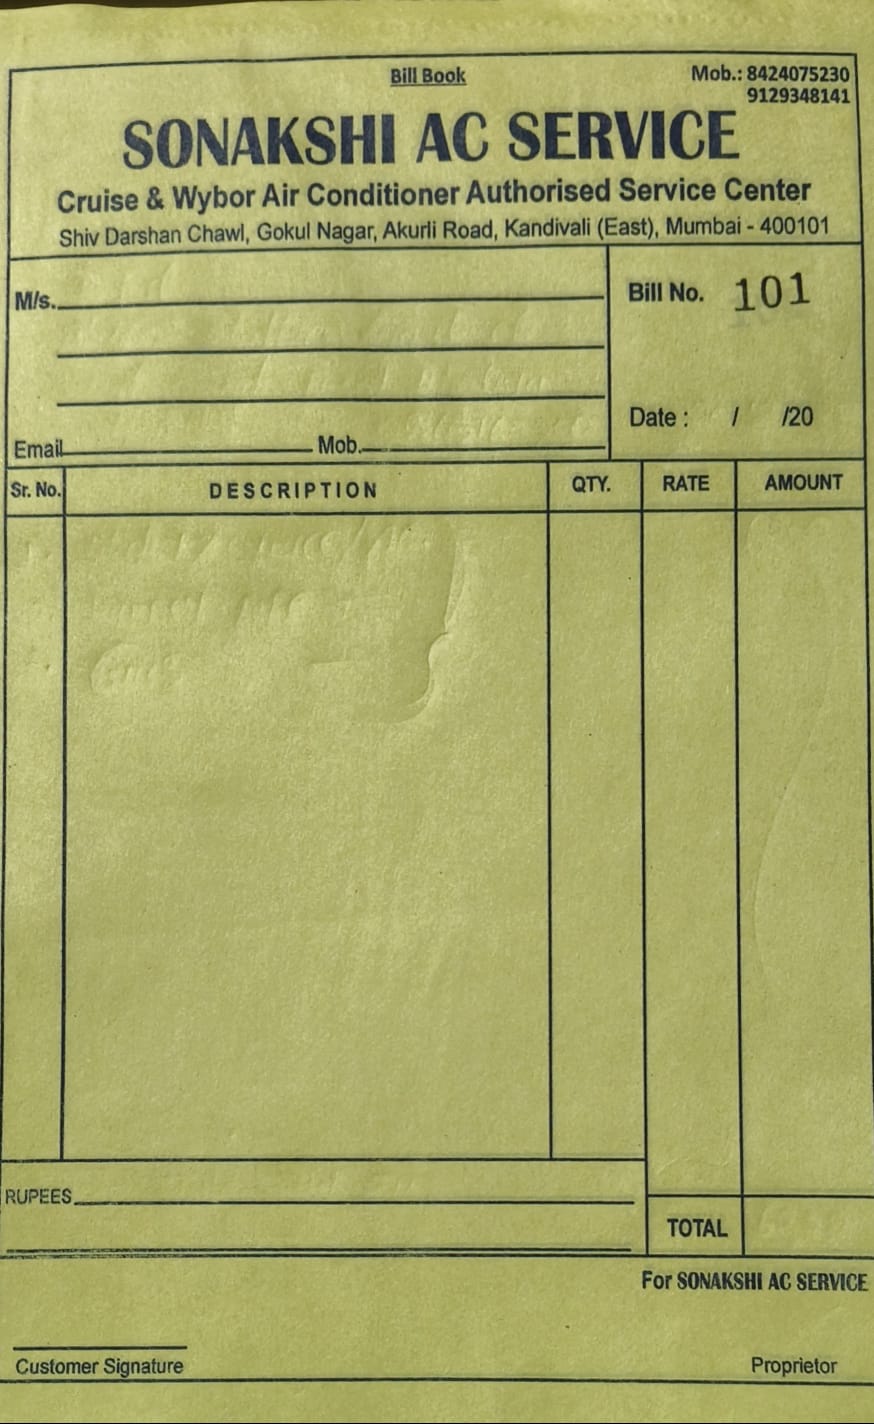 Bill Book
Mob.: 8424075230
9129348141
SONAKSHI AC SERVICE
Cruise & Wybor Air Conditioner Authorised Service Center
Shiv Darshan Chawl, Gokul Nagar, Akurli Road, Kandivali (East), Mumbai - 400101
M/s.
Bill No. 101
Date : / /20
Email Mob.
Sr. No. DESCRIPTION QTY. RATE AMOUNT
RUPEES
TOTAL
For SONAKSHI AC SERVICE
Customer Signature Proprietor